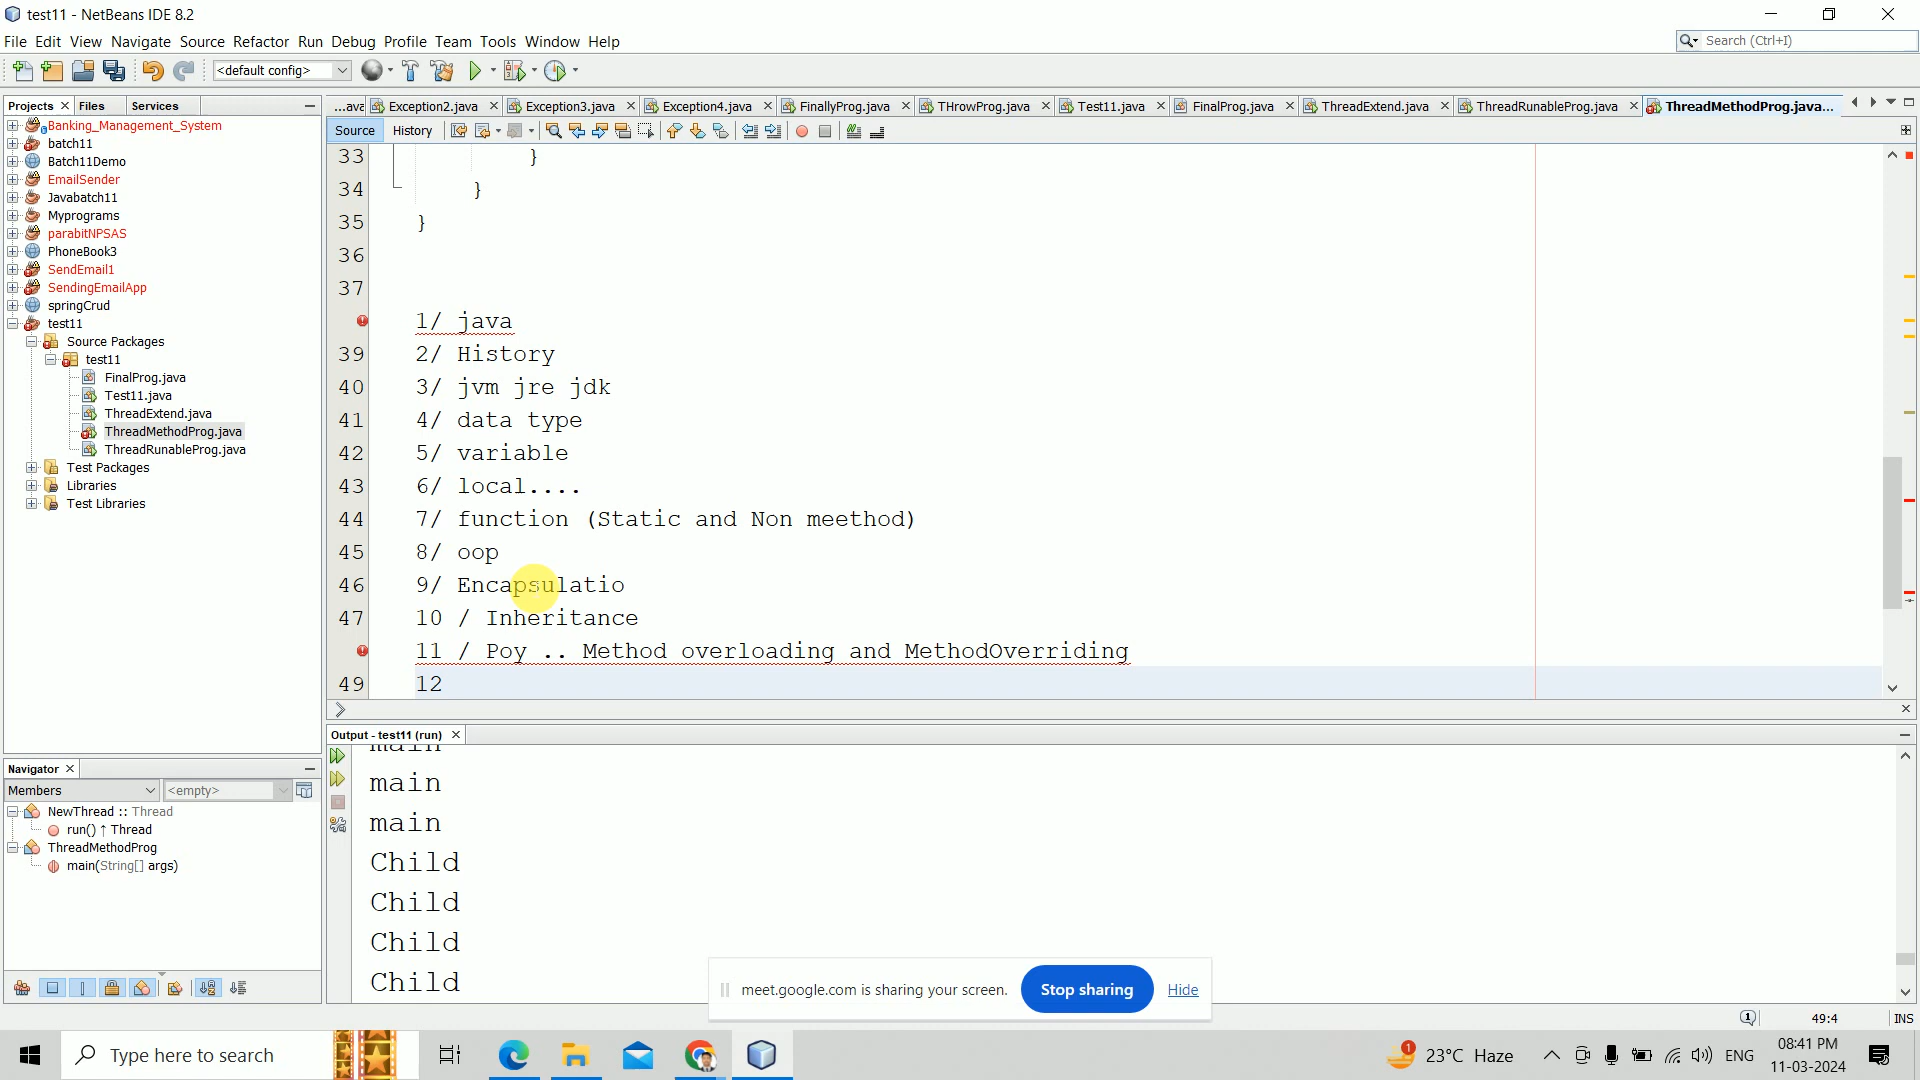 test11 - NetBeans IDE 8.2
File Edit View Navigate Source Refactor Run Debug Profile Team Tools Window Help
Search (Ctrl+I)
<default config>
Projects Files Services
...ava Exception2.java Exception3.java Exception4.java FinallyProg.java THrowProg.java Test11.java FinalProg.java ThreadExtend.java ThreadRunableProg.java ThreadMethodProg.java...
Source History
Banking_Management_System
batch11
Batch11Demo
EmailSender
Javabatch11
Myprograms
parabitNPSAS
PhoneBook3
SendEmail1
SendingEmailApp
springCrud
test11
Source Packages
test11
FinalProg.java
Test11.java
ThreadExtend.java
ThreadMethodProg.java
ThreadRunableProg.java
Test Packages
Libraries
Test Libraries
33 }
34 }
35 }
36
37
1/ java
39 2/ History
40 3/ jvm jre jdk
41 4/ data type
42 5/ variable
43 6/ local....
44 7/ function (Static and Non meethod)
45 8/ oop
46 9/ Encapsulatio
47 10 / Inheritance
11 / Poy .. Method overloading and MethodOverriding
49 12
Navigator
Members <empty>
NewThread :: Thread
run() ↑ Thread
ThreadMethodProg
main(String[] args)
Output - test11 (run)
main
main
main
Child
Child
Child
Child
meet.google.com is sharing your screen. Stop sharing Hide
49:4 INS
Type here to search
1
23°C Haze
ENG
08:41 PM
11-03-2024